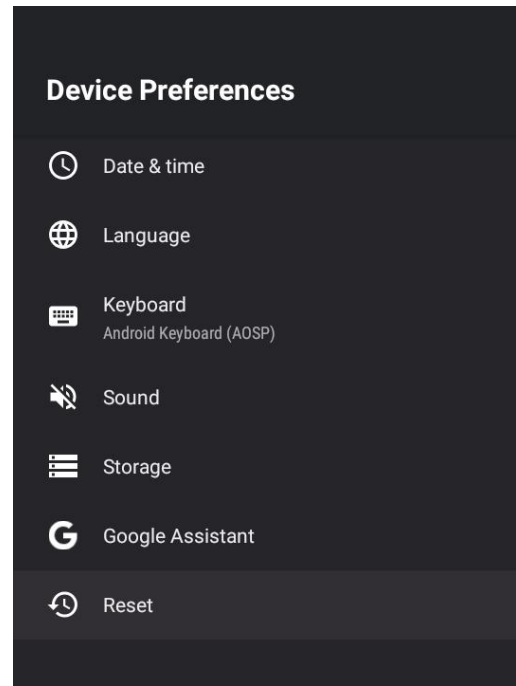 Device Preferences
Date & time
Language
Keyboard
Android Keyboard (AOSP)
Sound
Storage
Google Assistant
Reset